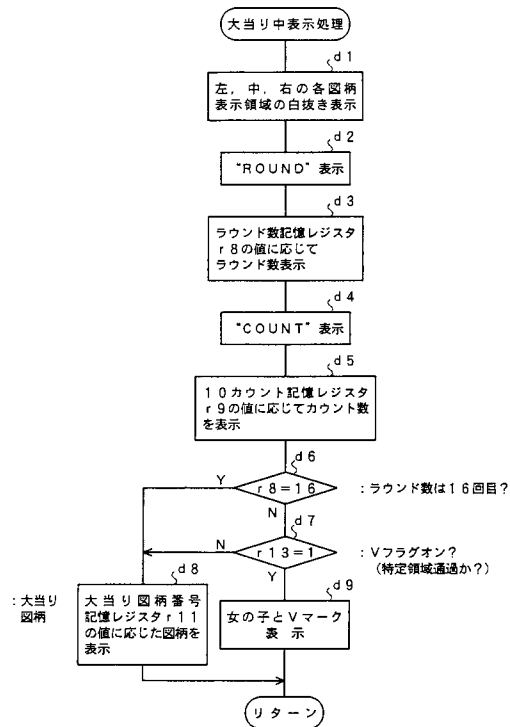 大当り中表示処理
d1
左，中，右の各図柄
表示領域の白抜き表示
d2
"ROUND" 表示
d3
ラウンド数記憶レジスタ
r8の値に応じて
ラウンド数表示
d4
"COUNT" 表示
d5
10カウント記憶レジスタ
r9の値に応じてカウント数
を表示
d6
Y
r8=16
:ラウンド数は16回目？
N
d7
N
r13=1
:Vフラグオン？
(特定領域通過か？)
Y
d8
:大当り
図柄
大当り図柄番号
記憶レジスタr11
の値に応じた図柄を
表示
d9
女の子とVマーク
表 示
リターン